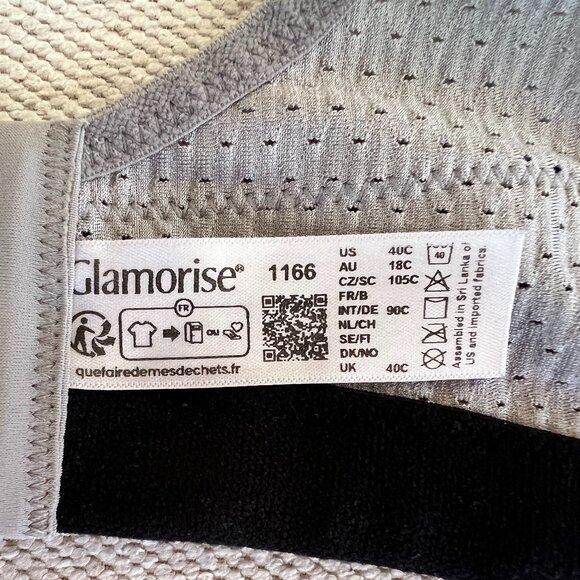 Glamorise®
1166
FR
OU
quefairedemesdechets.fr
US 40C
AU 18C
CZ/SC 105C
FR/B
INT/DE 90C
NL/CH
SE/FI
DK/NO
UK 40C
40
Assembled in Sri Lanka of
US and imported fabrics.